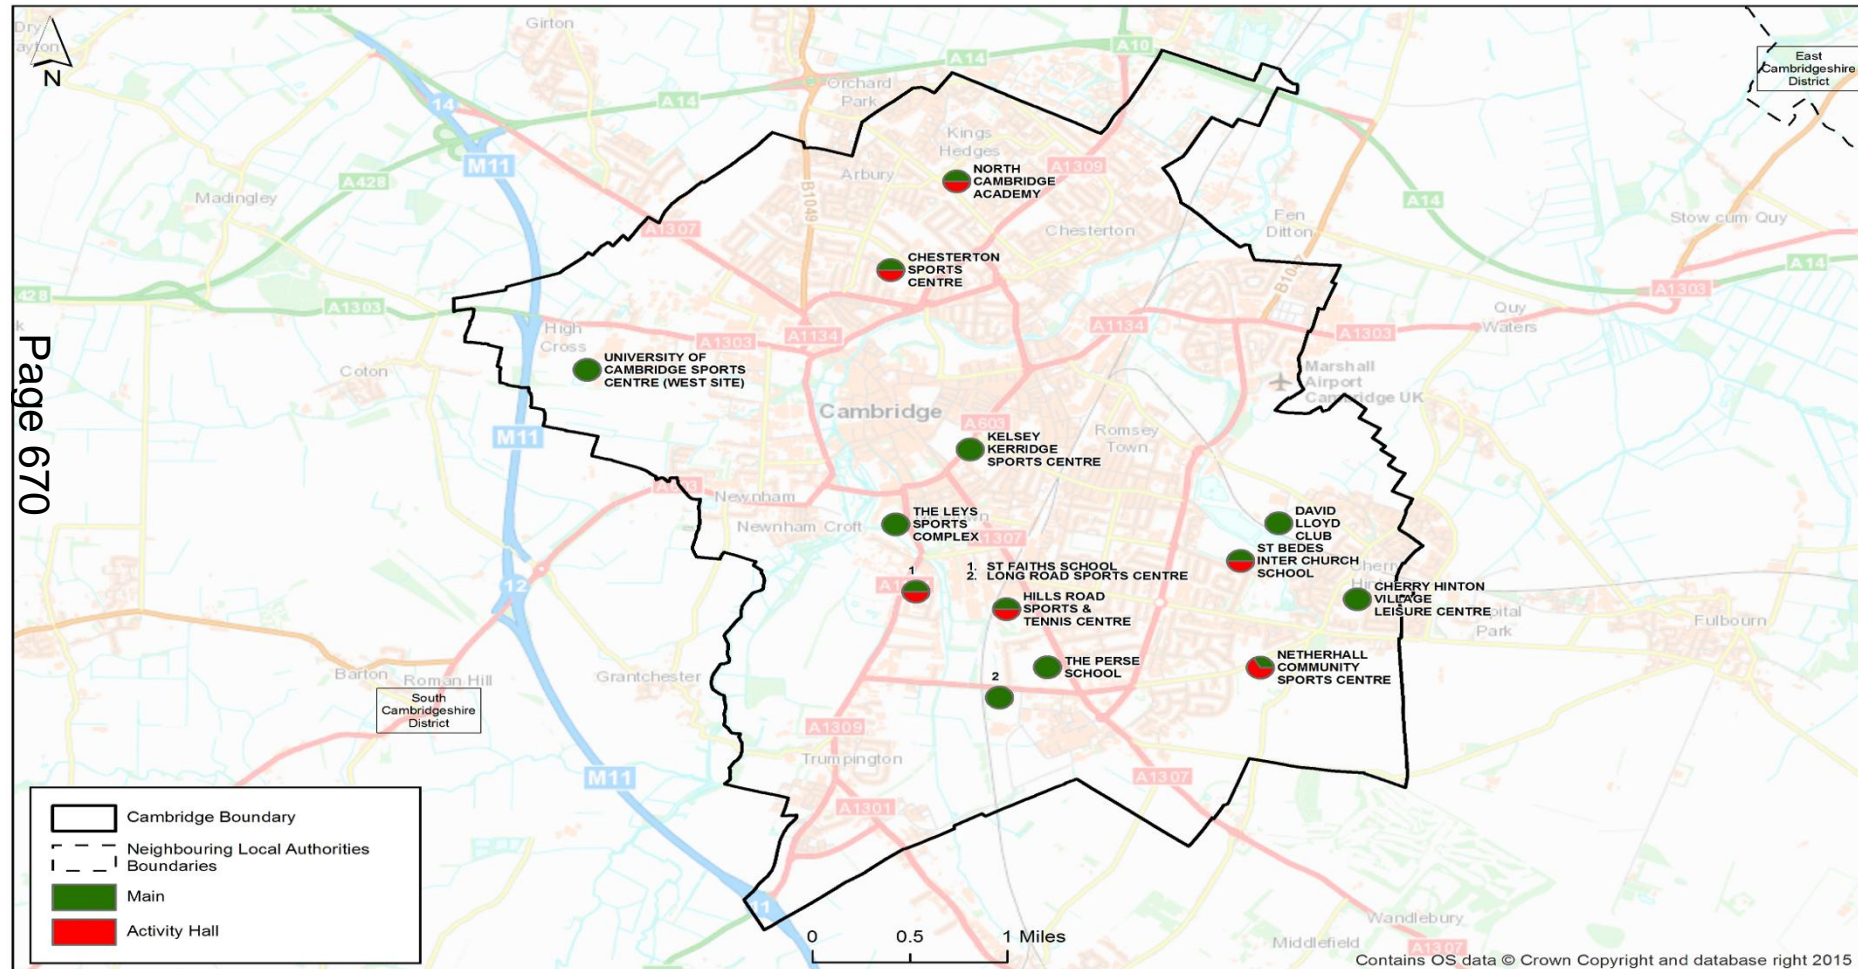 Dry
ayton
Girton
N
14
A14
A14
A10
Orchard
Park
East
Cambridgeshire
District
M11
Kings
Hedges
A1309
Arbury
NORTH
CAMBRIDGE
ACADEMY
A428
Madingley
B1049
A14
A1307
Chesterton
Fen
Ditton
Stow cum Quy
CHESTERTON
SPORTS
CENTRE
A14
428
A1303
A1303
Quy
Waters
High
Cross
A1303
A1134
A1134
A1303
Page 670
Coton
UNIVERSITY OF
CAMBRIDGE SPORTS
CENTRE (WEST SITE)
Marshall
Airport
Cambridge UK
Cambridge
A603
Romsey
Town
M11
KELSEY
KERRIDGE
SPORTS CENTRE
Newnham
Newnham Croft
THE LEYS
SPORTS
COMPLEX
A1307
DAVID
LLOYD
CLUB
ST BEDES
INTER CHURCH
SCHOOL
12
1
1. ST FAITHS SCHOOL
2. LONG ROAD SPORTS CENTRE
HILLS ROAD
SPORTS &
TENNIS CENTRE
CHERRY HINTON
VILLAGE
LEISURE CENTRE
Park
Fulbourn
Barton
Roman Hill
Grantchester
THE PERSE
SCHOOL
NETHERHALL
COMMUNITY
SPORTS CENTRE
2
South
Cambridgeshire
District
A1309
Trumpington
M11
A1307
A1301
Cambridge Boundary
Neighbouring Local Authorities
Boundaries
Main
Activity Hall
11
Wandlebury
0 0.5 1 Miles
Middlefield
A1307
Contains OS data © Crown Copyright and database right 2015